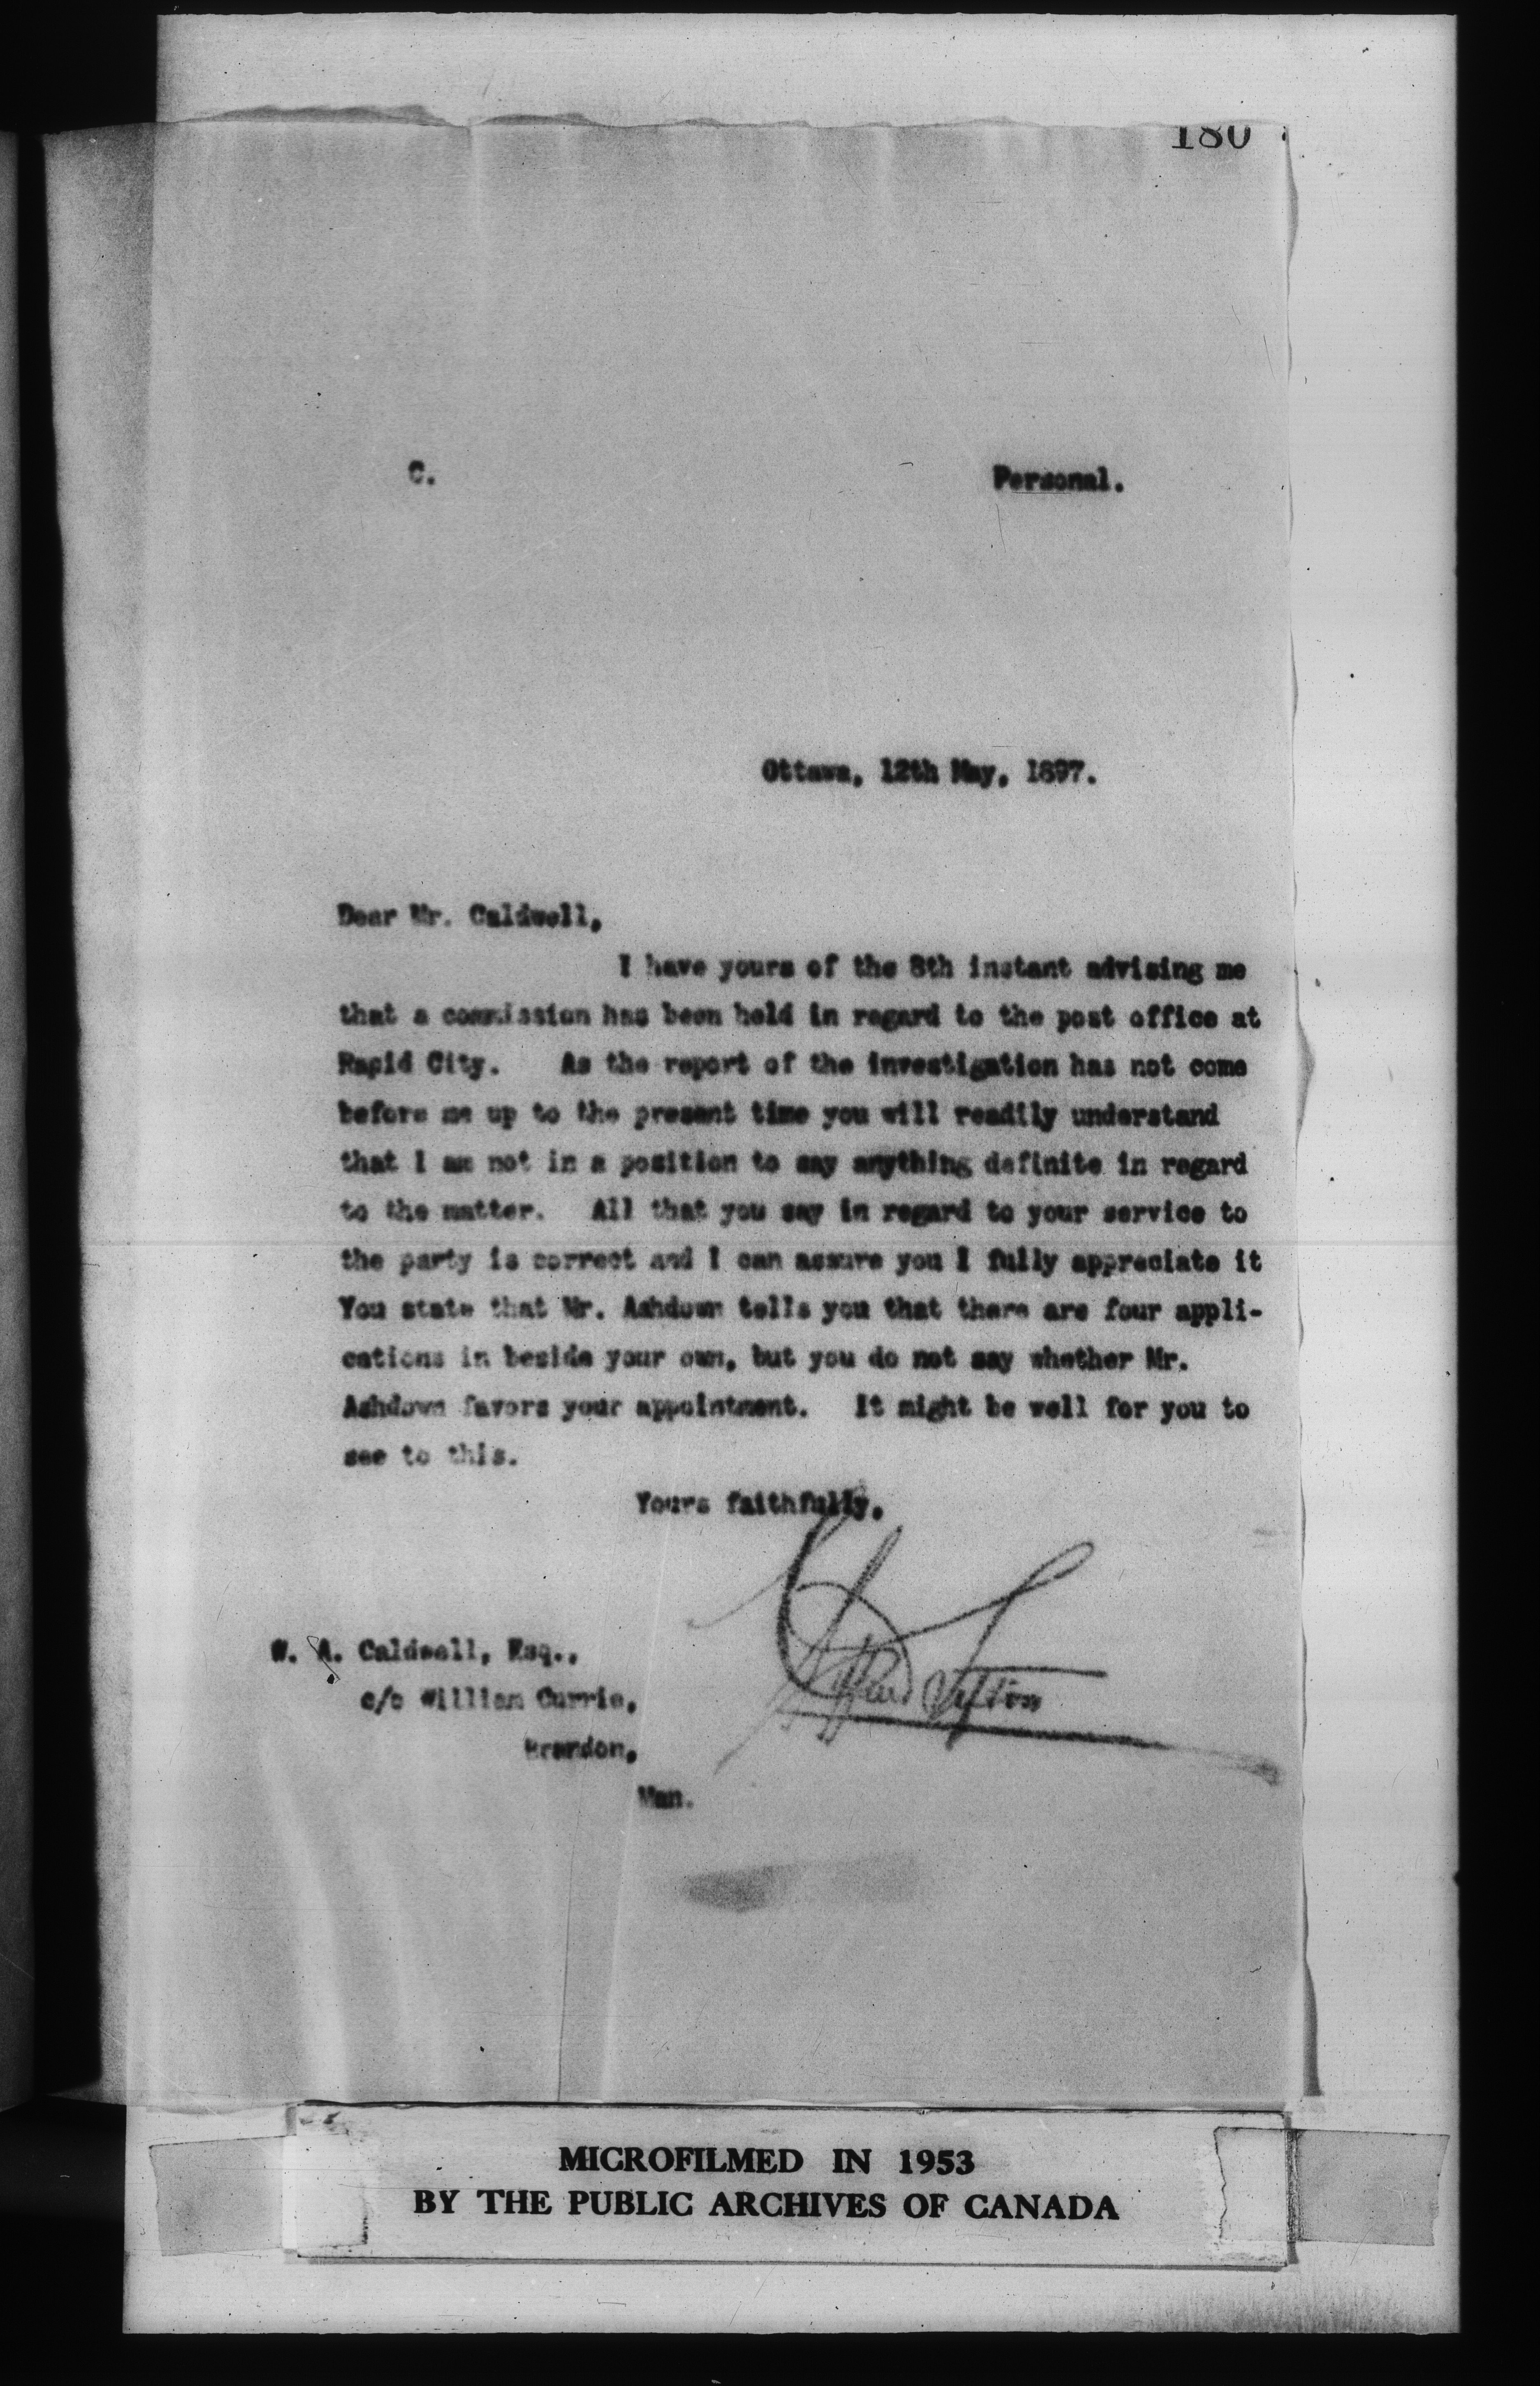 180
C.
Personal.
Ottawa, 12th May, 1897.
Dear Mr. Caldwell,
I have yours of the 8th instant advising me
that a commission has been held in regard to the post office at
Rapid City. As the report of the investigation has not come
before me up to the present time you will readily understand
that I am not in a position to say anything definite in regard
to the matter. All that you say in regard to your service to
the party is correct and I can assure you I fully appreciate it
You state that Mr. Ashdown tells you that there are four appli-
cations in beside your own, but you do not say whether Mr.
Ashdown favors your appointment. It might be well for you to
see to this.
Yours faithfully,
Clifford Sifton
W. A. Caldwell, Esq.,
c/o William Currie,
Brandon,
Man.
MICROFILMED IN 1953
BY THE PUBLIC ARCHIVES OF CANADA